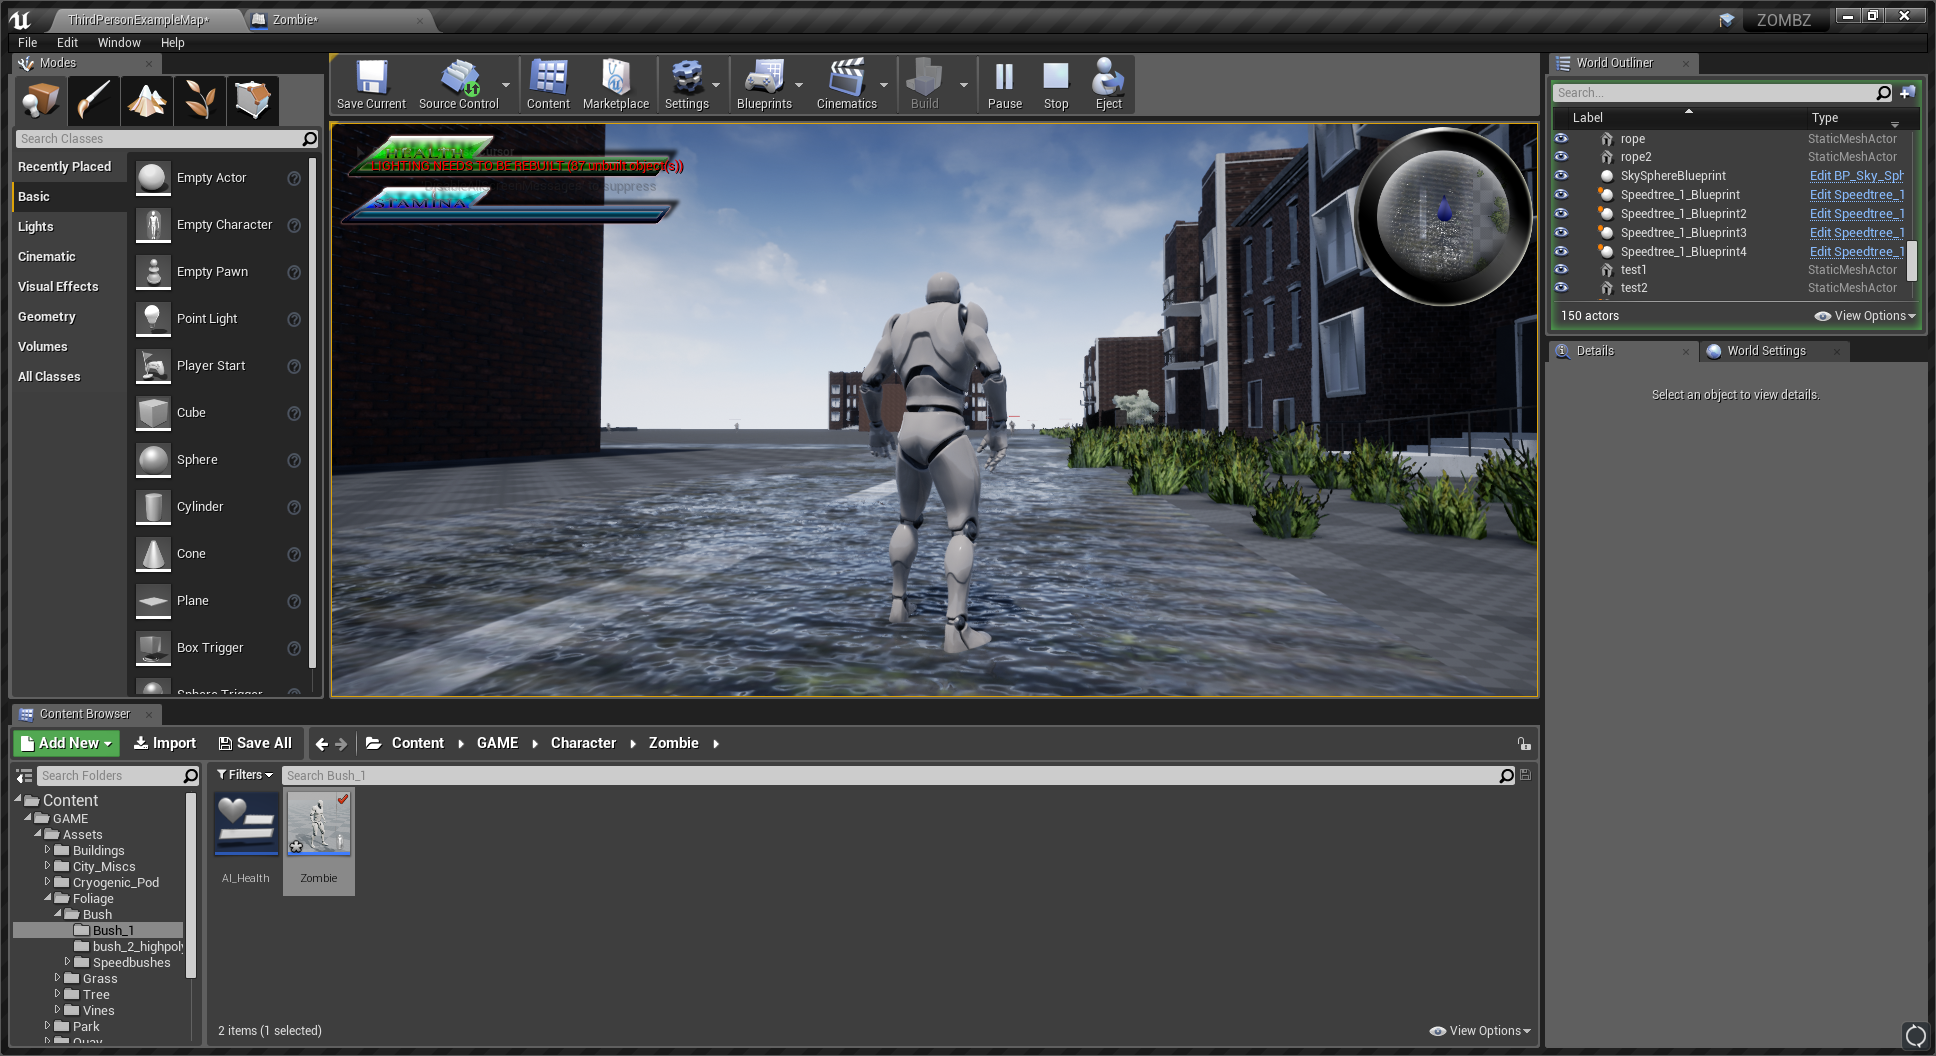 ThirdPersonExampleMap*
Zombie*
ZOMBZ
File Edit Window Help
Modes
Search Classes
Recently Placed
Basic
Lights
Cinematic
Visual Effects
Geometry
Volumes
All Classes
Empty Actor
Empty Character
Empty Pawn
Point Light
Player Start
Cube
Sphere
Cylinder
Cone
Plane
Box Trigger
Sphere Trigger
Save Current
Source Control
Content
Marketplace
Settings
Blueprints
Cinematics
Build
Pause
Stop
Eject
HEALTH
LIGHTING NEEDS TO BE REBUILT (87 unbuilt object(s))
suppress
STAMINA
World Outliner
Search...
Label Type
rope StaticMeshActor
rope2 StaticMeshActor
SkySphereBlueprint Edit BP_Sky_Sph
Speedtree_1_Blueprint Edit Speedtree_1
Speedtree_1_Blueprint2 Edit Speedtree_1
Speedtree_1_Blueprint3 Edit Speedtree_1
Speedtree_1_Blueprint4 Edit Speedtree_1
test1 StaticMeshActor
test2 StaticMeshActor
150 actors
View Options
Details
World Settings
Select an object to view details.
Content Browser
Add New
Import
Save All
Content
GAME
Character
Zombie
Search Folders
Filters
Search Bush_1
Content
GAME
Assets
Buildings
City_Miscs
Cryogenic_Pod
Foliage
Bush
Bush_1
bush_2_highpoly
Speedbushes
Grass
Tree
Vines
Park
Quay
AI_Health
Zombie
2 items (1 selected)
View Options